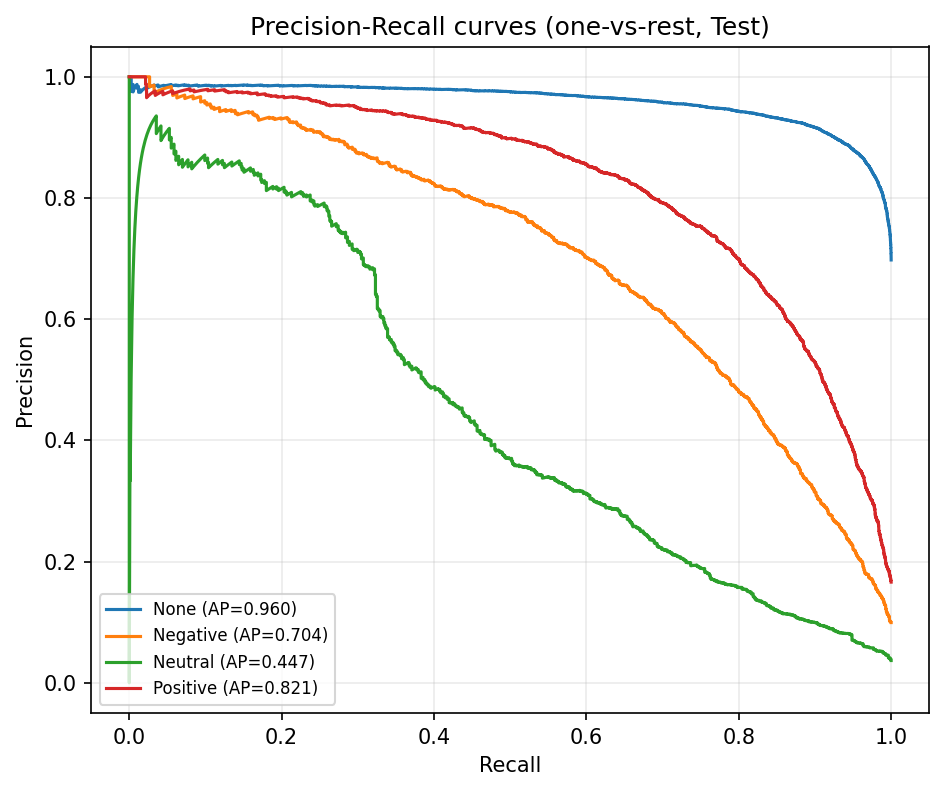 Precision-Recall curves (one-vs-rest, Test)
Precision
1.0
0.8
0.6
0.4
0.2
0.0
None (AP=0.960)
Negative (AP=0.704)
Neutral (AP=0.447)
Positive (AP=0.821)
0.0 0.2 0.4 0.6 0.8 1.0
Recall